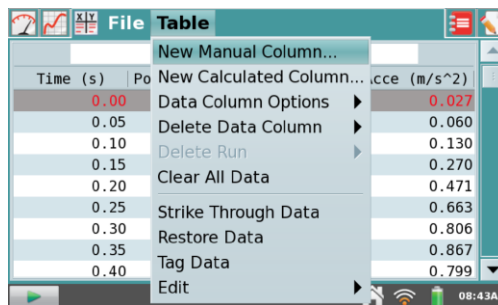 X|Y File Table
New Manual Column...
Time (s) Po New Calculated Column... Acce (m/s^2)
0.00 Data Column Options 0.027
0.05 0.060
Delete Data Column
0.10 0.130
Delete Run
0.15 0.270
Clear All Data
0.20 0.471
0.25 Strike Through Data 0.663
0.30 Restore Data 0.806
0.35 Tag Data 0.867
0.40 Edit 0.799
08:43A